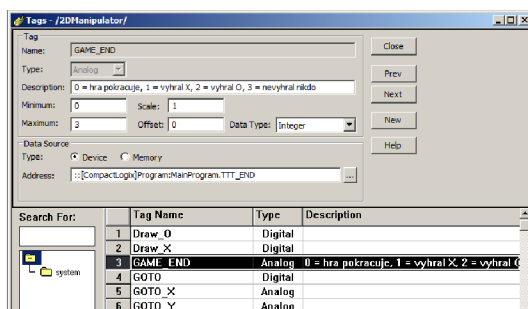 Tags - /2DManipulator/
Tag
Name: GAME_END
Close
Type: Analog
Prev
Description: 0 = hra pokracuje, 1 = vyhral X, 2 = vyhral O, 3 = nevyhral nikdo
Next
Minimum: 0 Scale: 1
Maximum: 3 Offset: 0 Data Type: Integer
New
Data Source
Help
Type: Device Memory
Address: ::[CompactLogix]Program:MainProgram.TTT_END ...
Search For:
system
Tag Name Type Description
1 Draw_O Digital
2 Draw_X Digital
3 GAME_END Analog 0 = hra pokracuje, 1 = vyhral X, 2 = vyhral O
4 GOTO Digital
5 GOTO_X Analog
6 GOTO_Y Analog